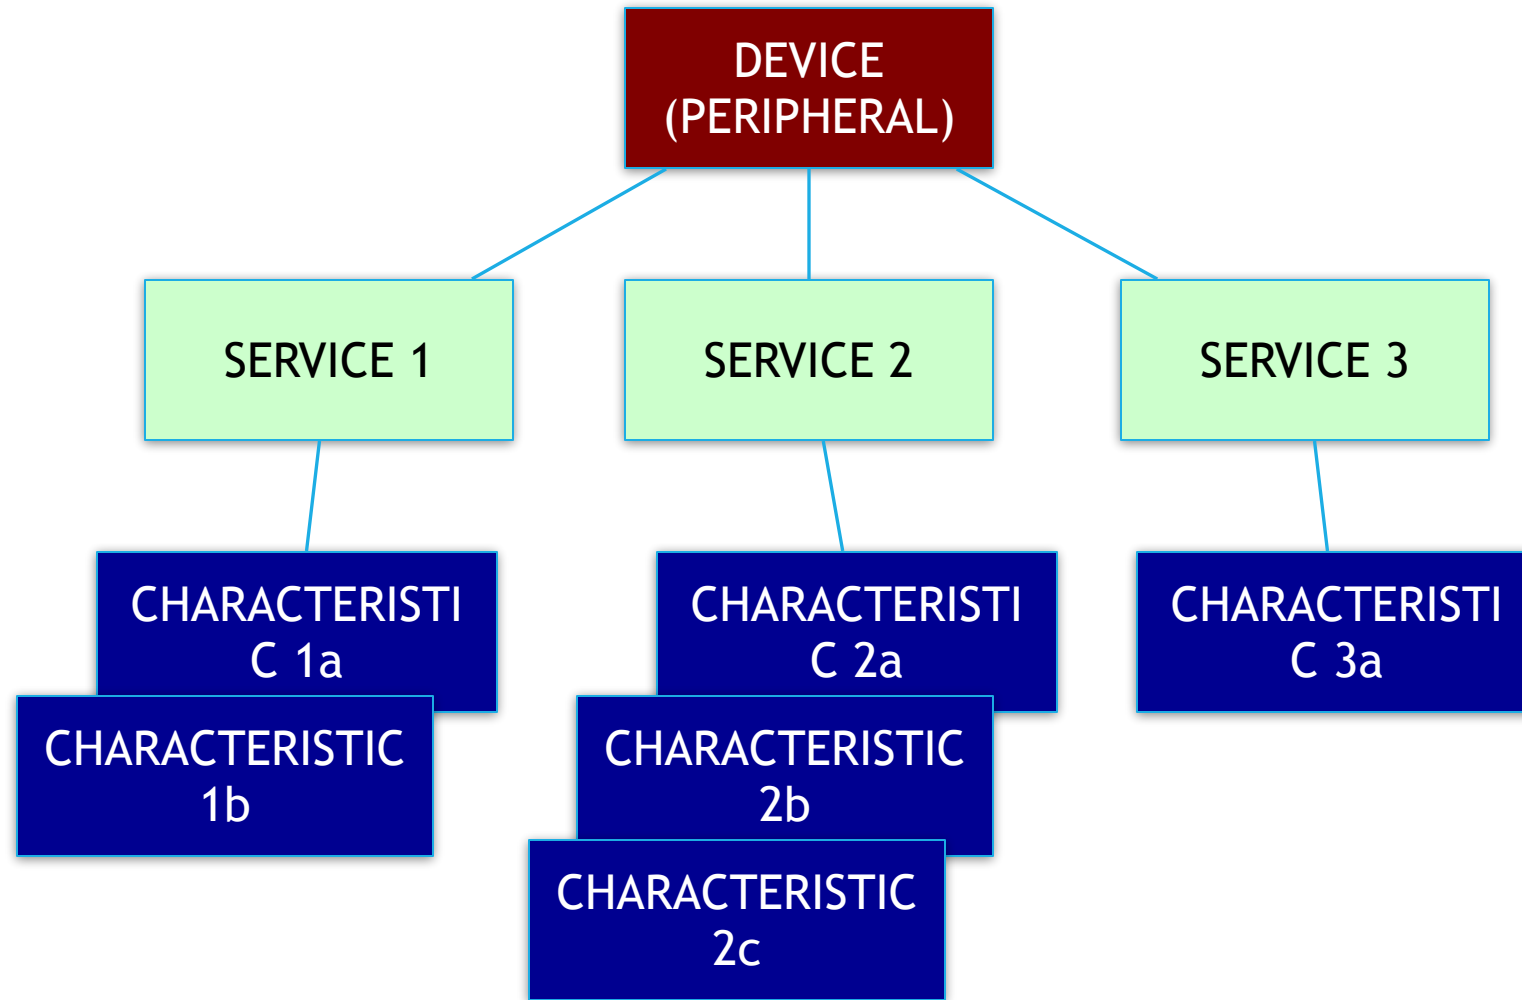 DEVICE
(PERIPHERAL)
SERVICE 1
SERVICE 2
SERVICE 3
CHARACTERISTI
C 1a
CHARACTERISTIC
1b
CHARACTERISTI
C 2a
CHARACTERISTIC
2b
CHARACTERISTIC
2c
CHARACTERISTI
C 3a